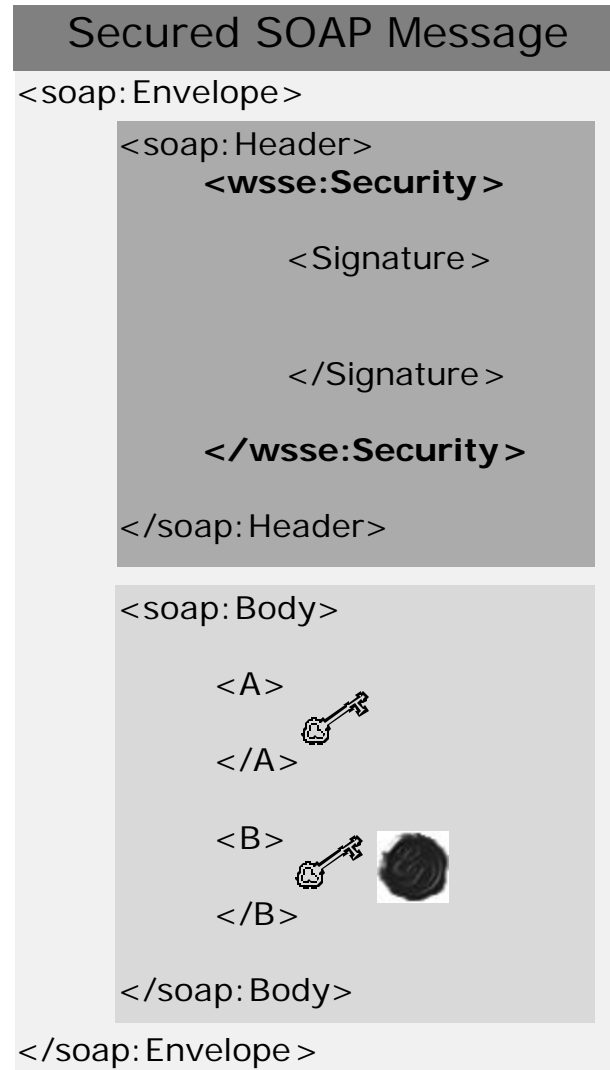 Secured SOAP Message
<soap:Envelope>
<soap:Header>
<wsse:Security>
<Signature>
</Signature>
</wsse:Security>
</soap:Header>
<soap:Body>
<A>
</A>
<B>
</B>
</soap:Body>
</soap:Envelope>